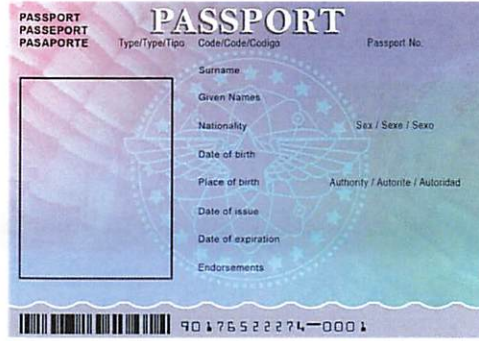 PASSPORT
PASSPORT
PASSEPORT
PASAPORTE
Type/Type/Tipo Code/Code/Codigo Passport No.
Surname
Given Names
Nationality Sex / Sexe / Sexo
Date of birth
Place of birth Authority / Autorite / Autoridad
Date of issue
Date of expiration
Endorsements
90176522274—0001